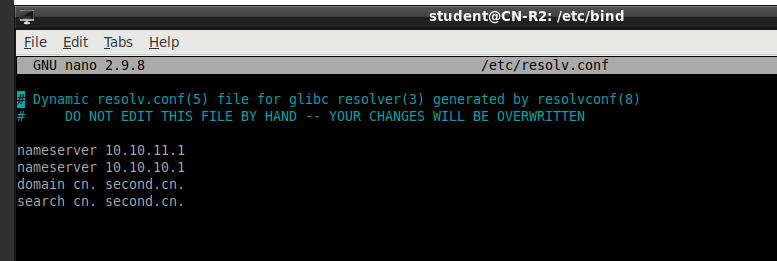 student@CN-R2: /etc/bind
File Edit Tabs Help
GNU nano 2.9.8 /etc/resolv.conf
# Dynamic resolv.conf(5) file for glibc resolver(3) generated by resolvconf(8)
#     DO NOT EDIT THIS FILE BY HAND -- YOUR CHANGES WILL BE OVERWRITTEN
nameserver 10.10.11.1
nameserver 10.10.10.1
domain cn. second.cn.
search cn. second.cn.